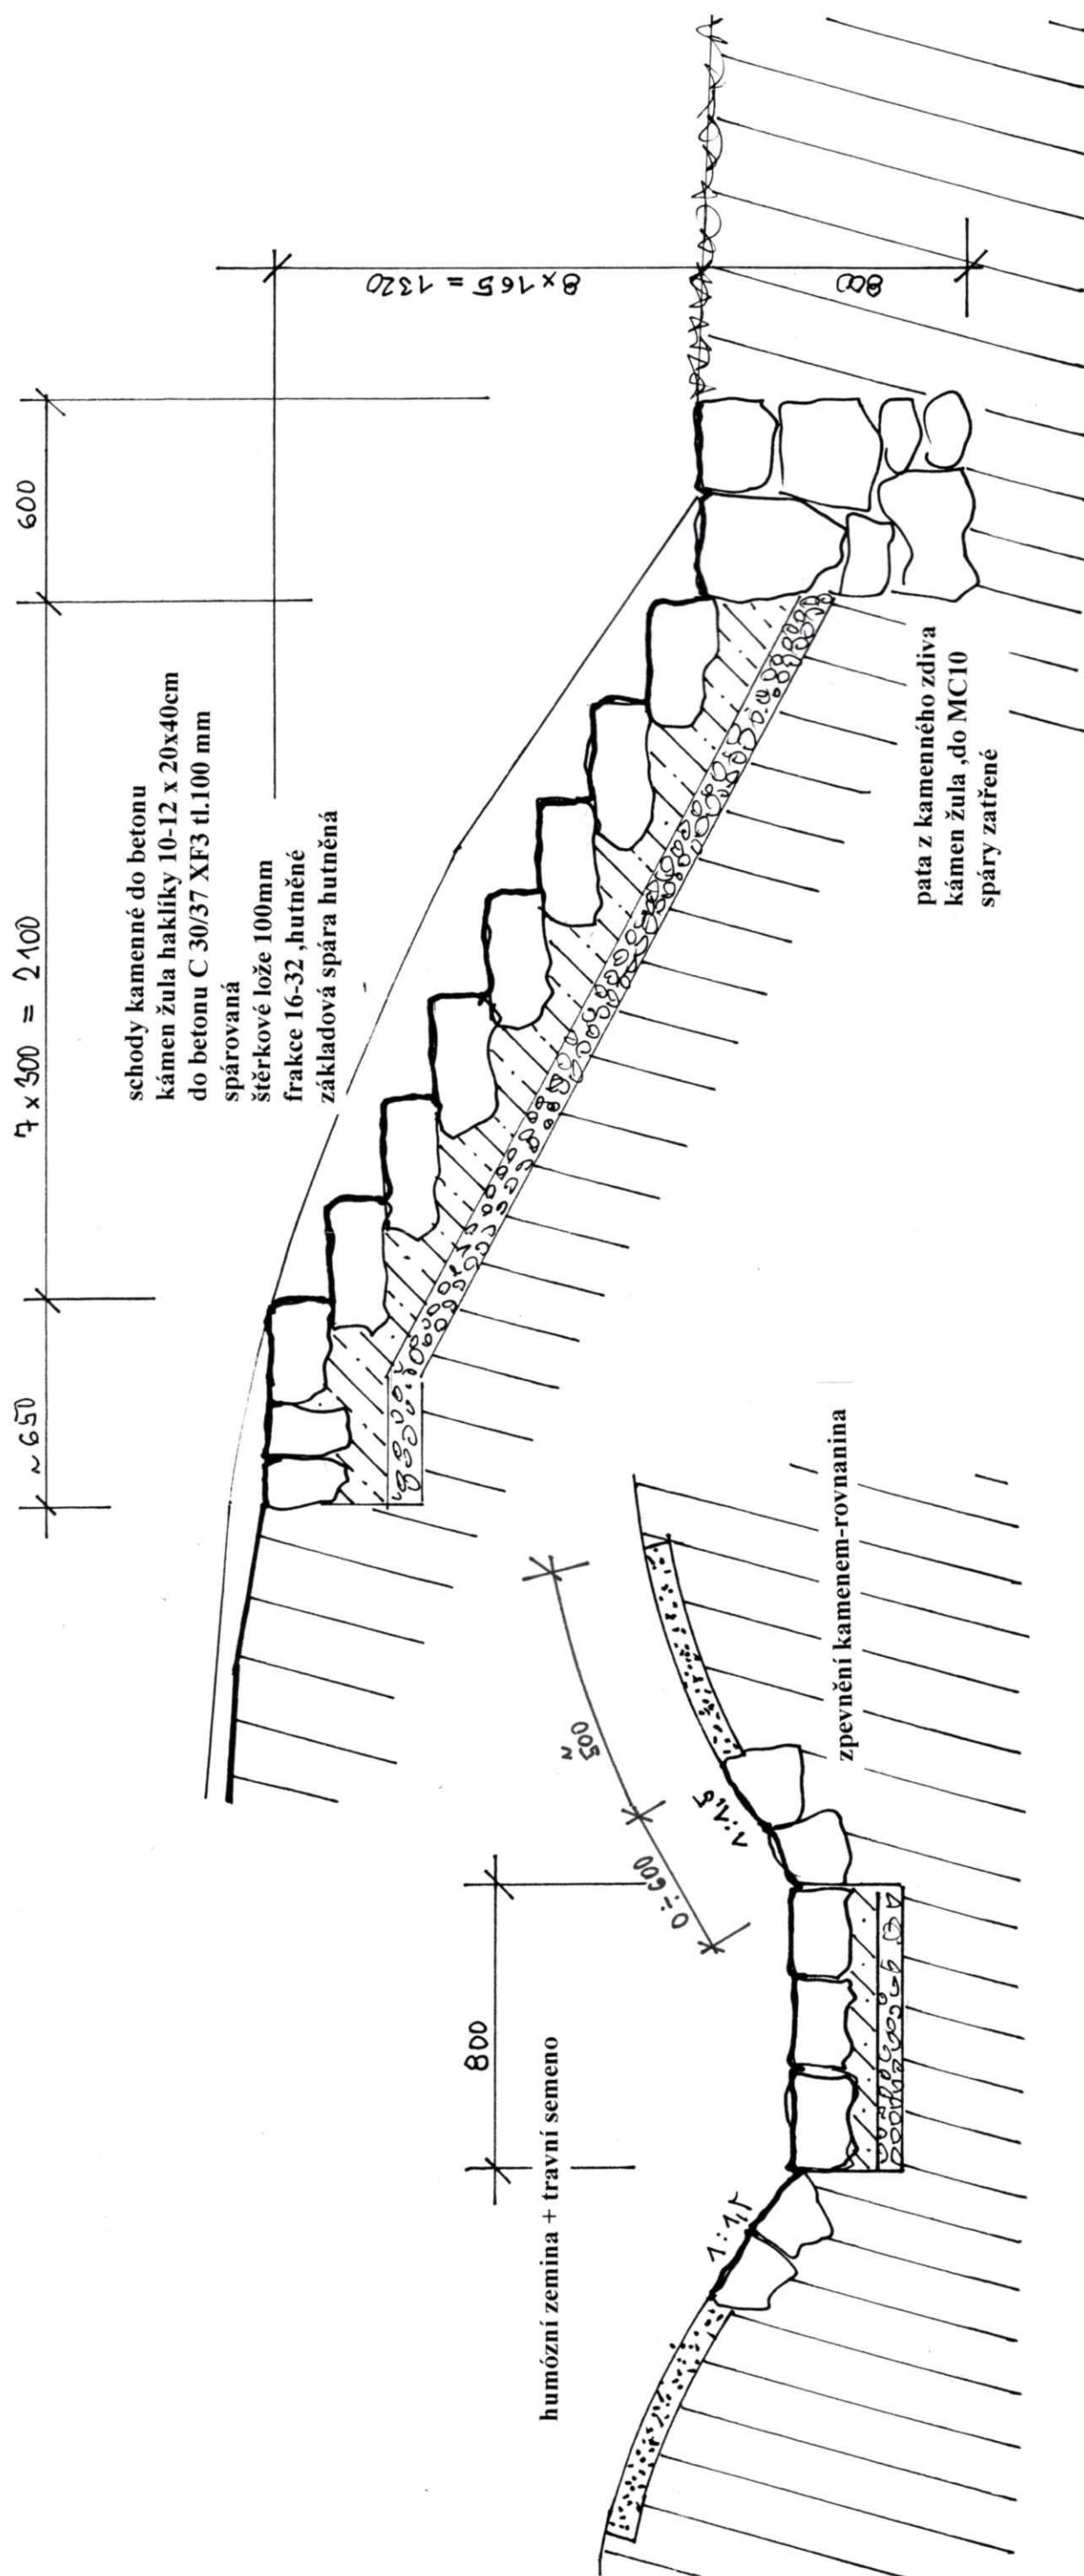 ~650
7 x 300 = 2100
600
schody kamenné do betonu
kámen žula haklíky 10-12 x 20x40cm
do betonu C 30/37 XF3 tl.100 mm
spárovaná
štěrkové lože 100mm
frakce 16-32 ,hutněné
základová spára hutněná
8 x 165 = 1320
800
pata z kamenného zdiva
kámen žula ,do MC10
spáry zatřené
800
humózní zemina + travní semeno
~500
0÷600
1:1,5
1:1,5
zpevnění kamenem-rovnanina